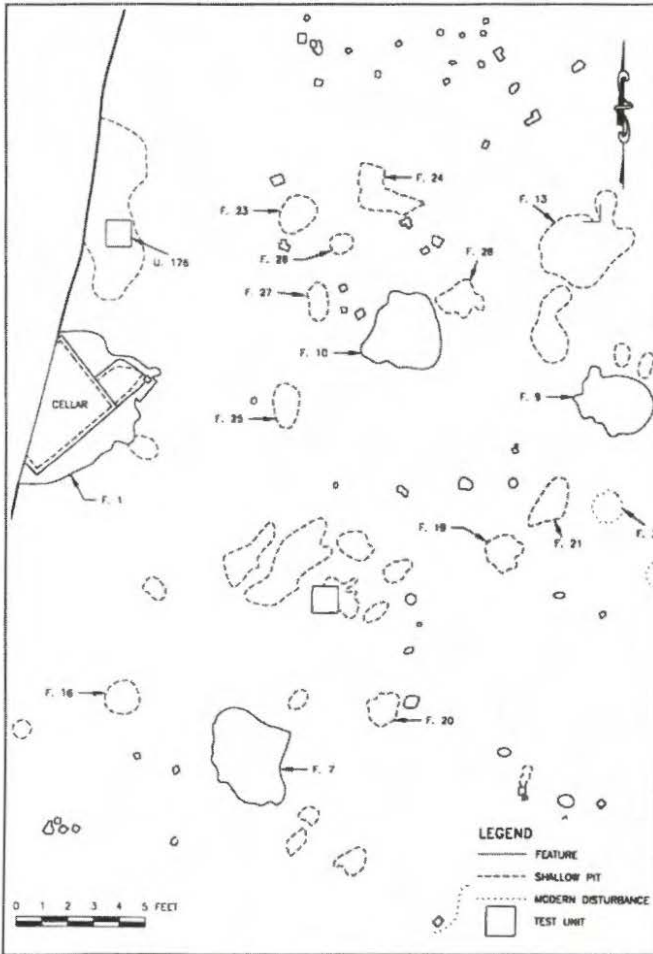 F. 24
F. 13
F. 23
F. 28
U. 176
F. 27
F. 10
CELLAR
F. 25
F. 9
F. 1
F. 19
F. 21
F.
F. 16
F. 20
F. 7
LEGEND
FEATURE
SHALLOW PIT
MODERN DISTURBANCE
TEST UNIT
0 1 2 3 4 5 FEET